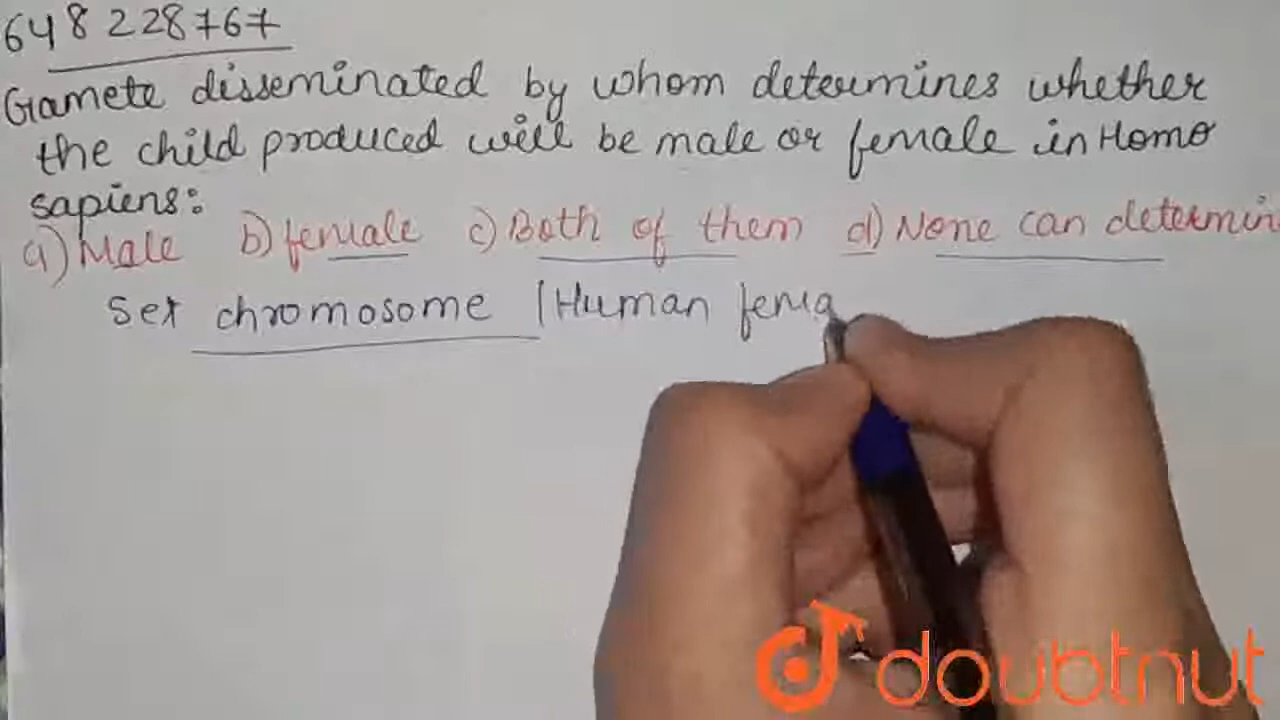 648228767
Gamete disseminated by whom determines whether
the child produced will be male or female in Homo
sapiens:
a) Male b) female c) Both of them d) None can determin
Sex chromosome | Human fema
doubtnut